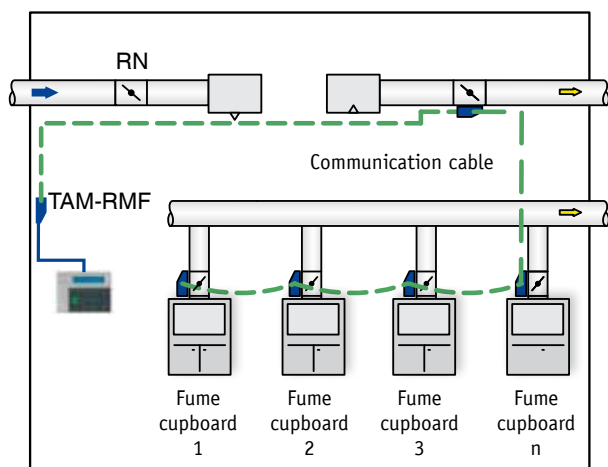 RN
Communication cable
TAM-RMF
Fume
cupboard
1
Fume
cupboard
2
Fume
cupboard
3
Fume
cupboard
n